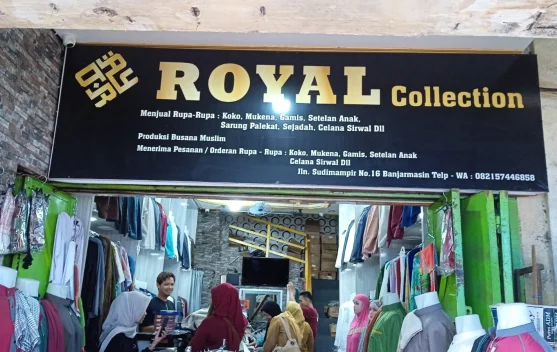 ROYAL Collection
Menjual Rupa-Rupa : Koko, Mukena, Gamis, Setelan Anak,
Sarung Palekat, Sejadah, Celana Sirwal Dll
Produksi Busana Muslim
Menerima Pesanan / Orderan Rupa - Rupa : Koko, Mukena, Gamis, Setelan Anak
Celana Sirwal Dll
Jln. Sudimampir No.16 Banjarmasin Telp - WA : 082157446858